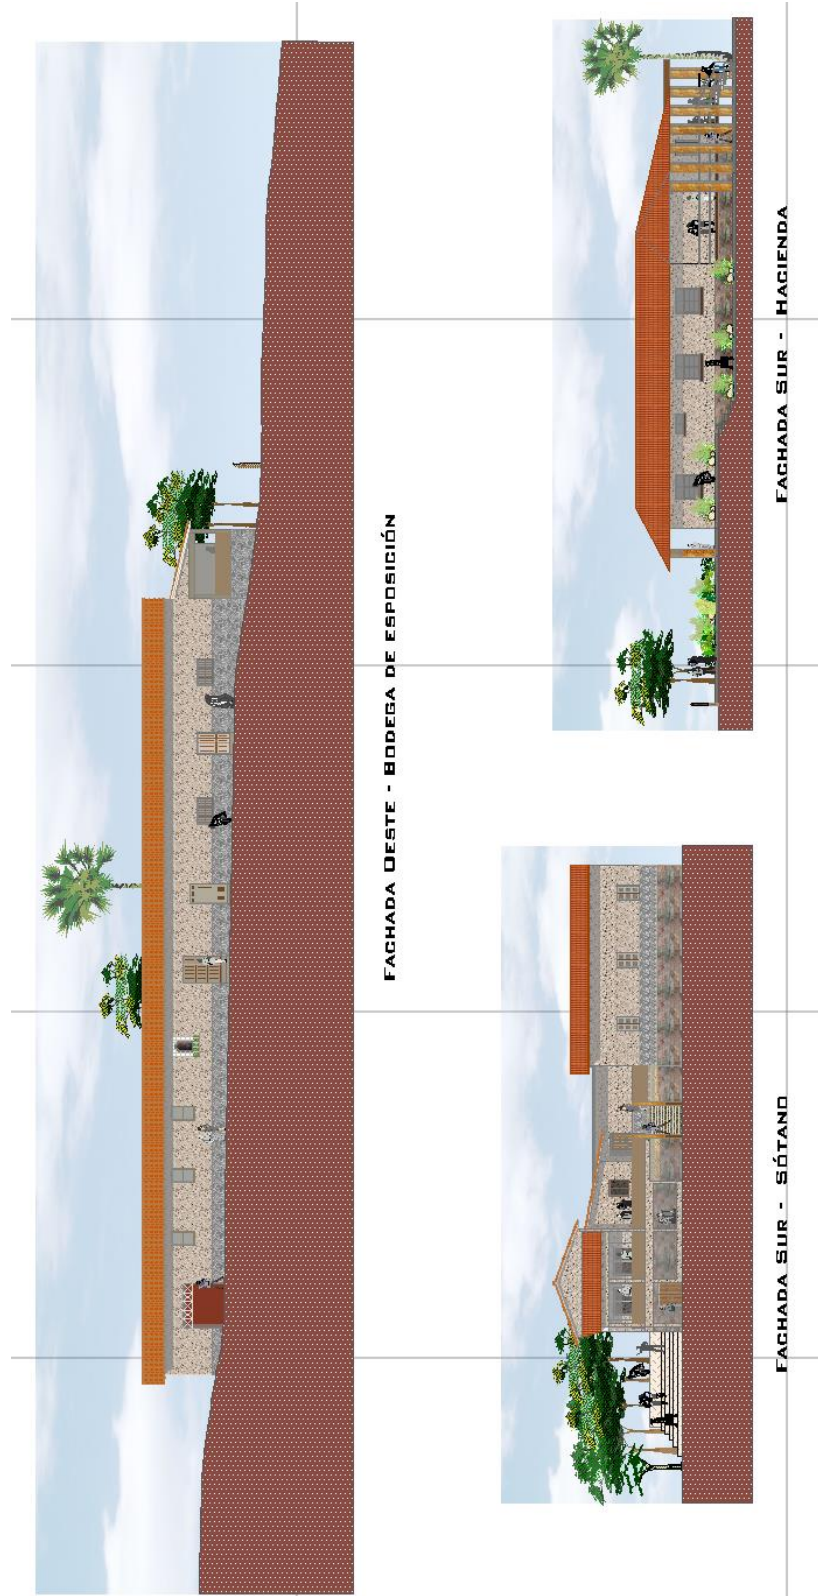 FACHADA OESTE - BODEGA DE ESPOSICIÓN
FACHADA SUR - SÓTANO
FACHADA SUR - HACIENDA